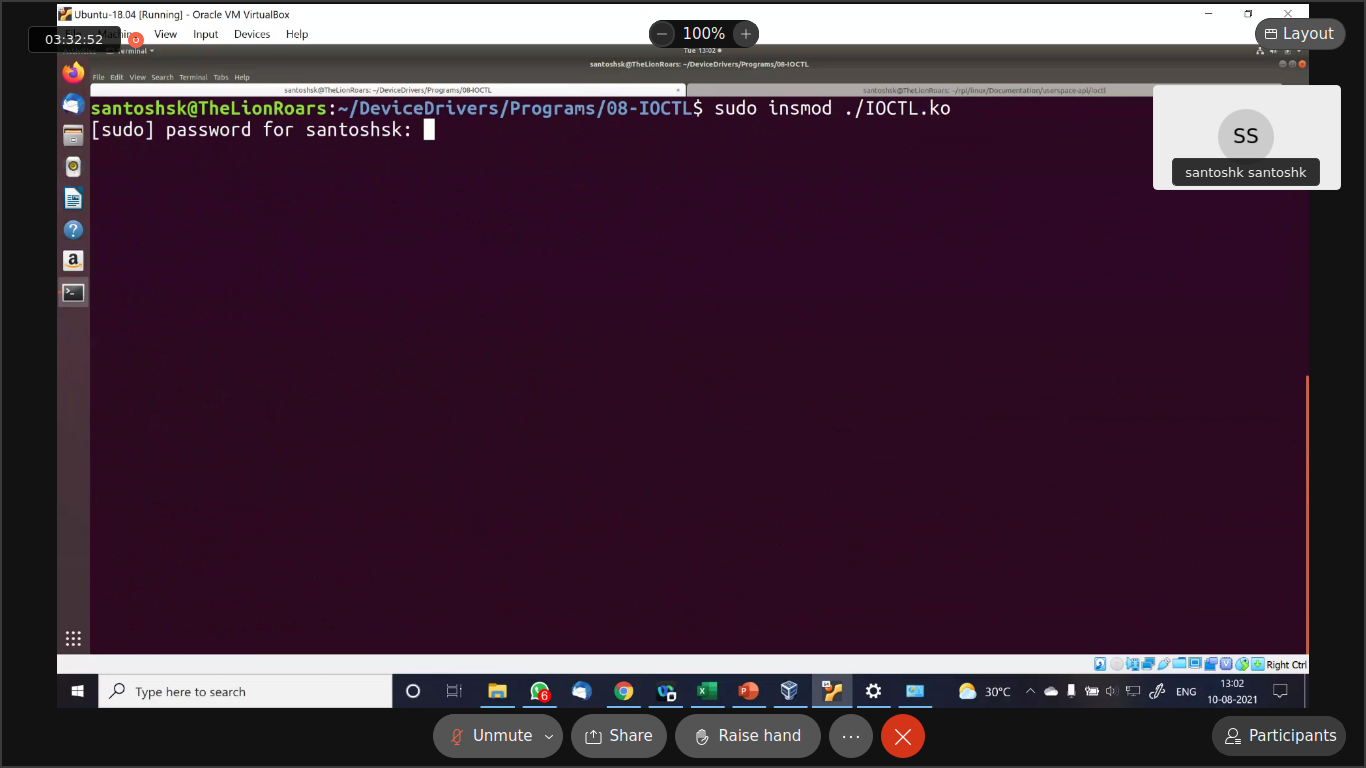 Ubuntu-18.04 [Running] - Oracle VM VirtualBox
03:32:52
View Input Devices Help
100%
Layout
Tue 13:02
santoshsk@TheLionRoars: ~/DeviceDrivers/Programs/08-IOCTL
File Edit View Search Terminal Tabs Help
santoshsk@TheLionRoars: ~/DeviceDrivers/Programs/08-IOCTL
santoshsk@TheLionRoars: ~/rpi/linux/Documentation/userspace-api/ioctl
santoshsk@TheLionRoars:~/DeviceDrivers/Programs/08-IOCTL$ sudo insmod ./IOCTL.ko
[sudo] password for santoshsk:
SS
santoshk santoshk
Right Ctrl
Type here to search
6
30°C
ENG
13:02
10-08-2021
Unmute
Share
Raise hand
Participants